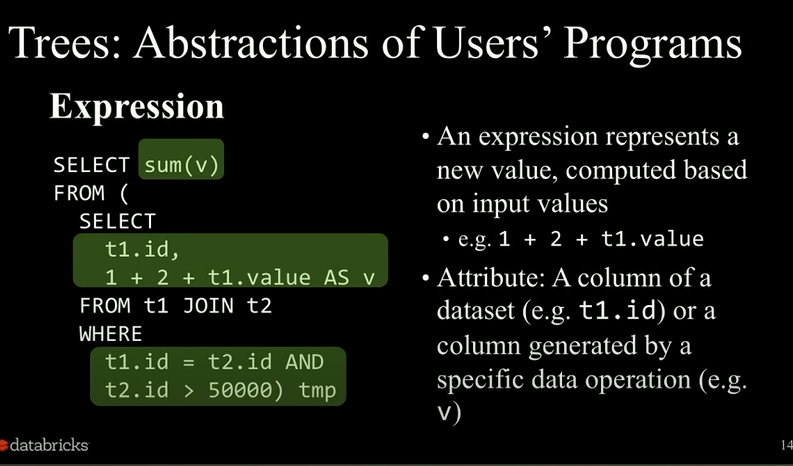 Trees: Abstractions of Users’ Programs
Expression
SELECT sum(v)
FROM (
SELECT
t1.id,
1 + 2 + t1.value AS v
FROM t1 JOIN t2
WHERE
t1.id = t2.id AND
t2.id > 50000) tmp
• An expression represents a
new value, computed based
on input values
• e.g. 1 + 2 + t1.value
• Attribute: A column of a
dataset (e.g. t1.id) or a
column generated by a
specific data operation (e.g.
v)
databricks
14